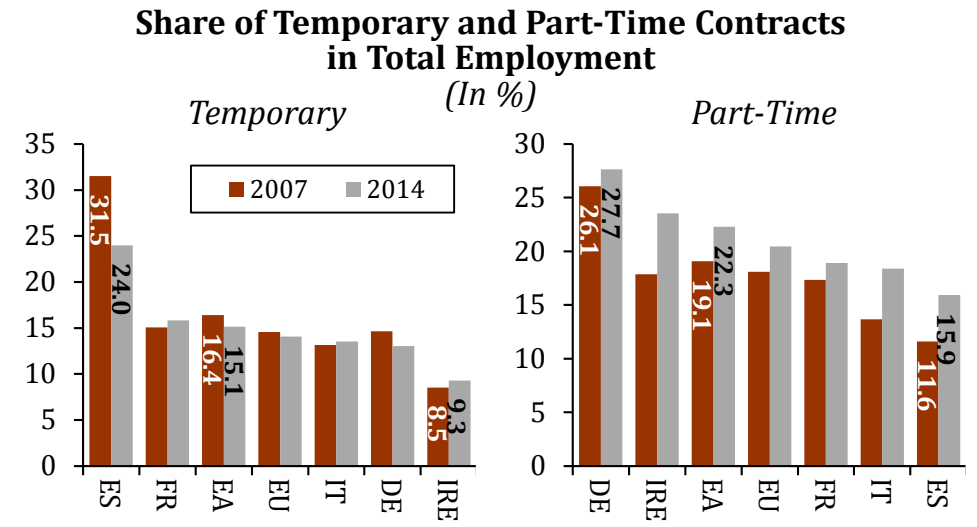 Share of Temporary and Part-Time Contracts
in Total Employment
(In %)
Temporary
35
30
25
20
15
10
5
0
2007
2014
31.5
24.0
16.4
15.1
8.5
9.3
ES
FR
EA
EU
IT
DE
IRE
Part-Time
30
25
20
15
10
5
0
26.1
27.7
19.1
22.3
11.6
15.9
DE
IRE
EA
EU
FR
IT
ES